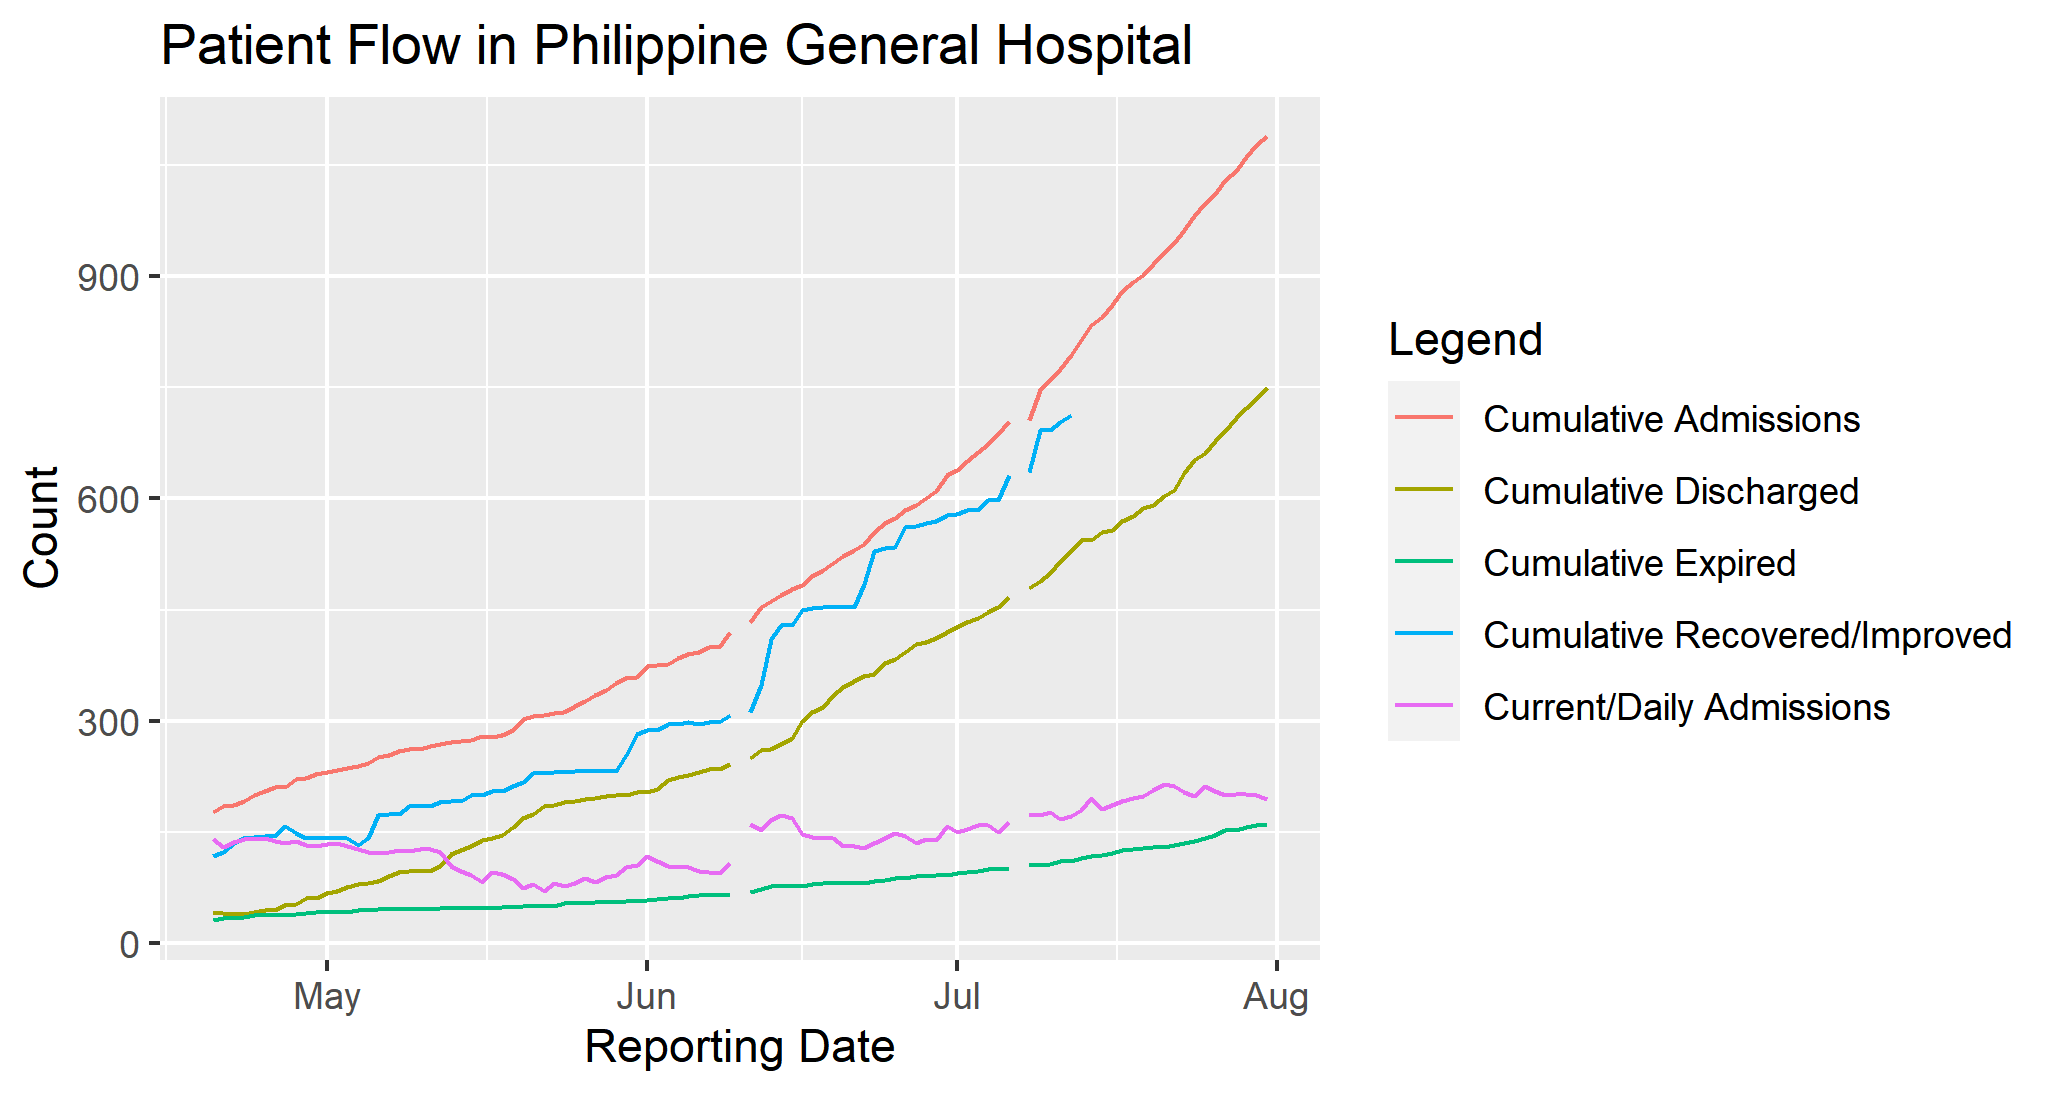 Patient Flow in Philippine General Hospital
Count
900
600
300
0
May Jun Jul Aug
Reporting Date
Legend
Cumulative Admissions
Cumulative Discharged
Cumulative Expired
Cumulative Recovered/Improved
Current/Daily Admissions